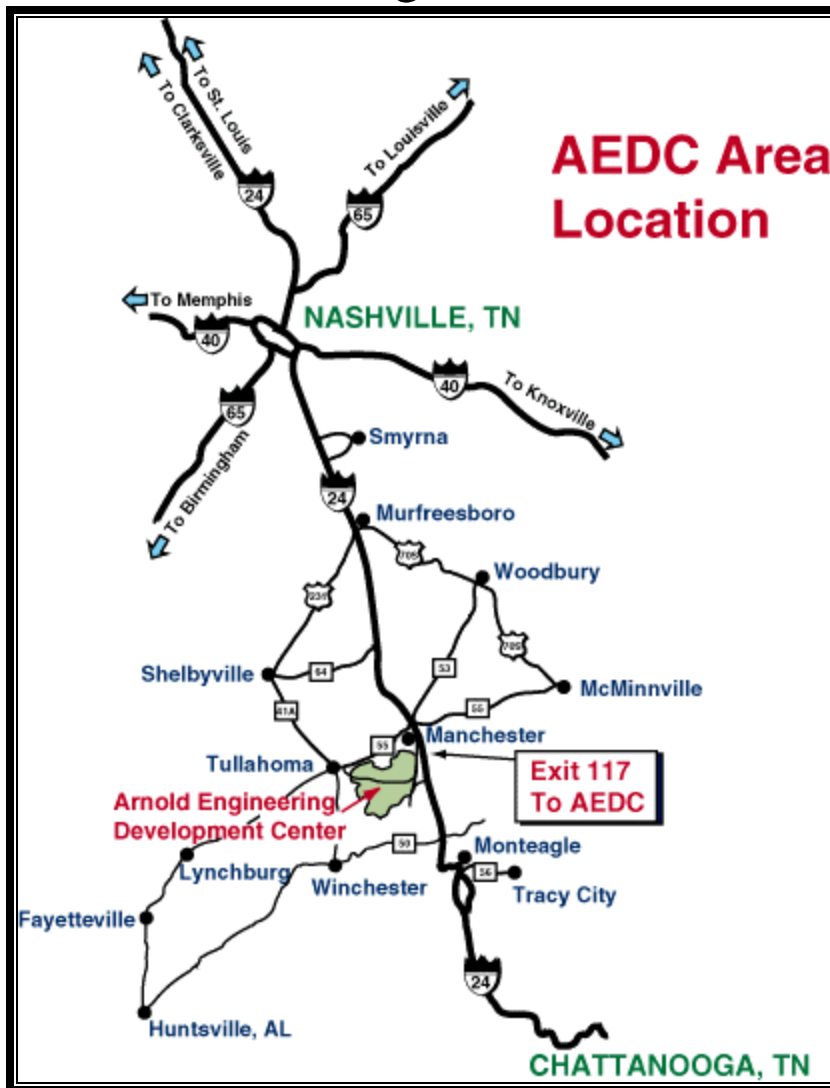 AEDC Area
Location
To St. Louis
To Clarksville
To Louisville
24
65
To Memphis
NASHVILLE, TN
40
40
To Knoxville
65
To Birmingham
Smyrna
24
Murfreesboro
70S
Woodbury
231
70S
Shelbyville
64
53
McMinnville
41A
55
Manchester
55
Tullahoma
Exit 117
To AEDC
Arnold Engineering
Development Center
50
Monteagle
Lynchburg
Winchester
56
Tracy City
Fayetteville
24
Huntsville, AL
CHATTANOOGA, TN